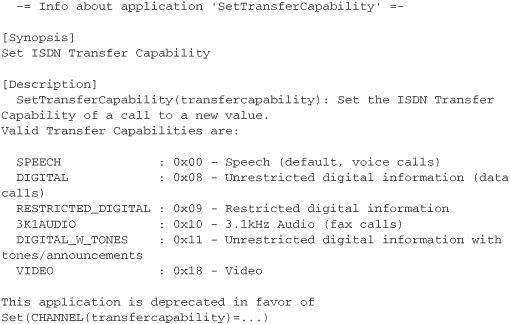 -= Info about application 'SetTransferCapability' =-
[Synopsis]
Set ISDN Transfer Capability
[Description]
SetTransferCapability(transfercapability): Set the ISDN Transfer
Capability of a call to a new value.
Valid Transfer Capabilities are:
SPEECH : 0x00 - Speech (default, voice calls)
DIGITAL : 0x08 - Unrestricted digital information (data
calls)
RESTRICTED_DIGITAL : 0x09 - Restricted digital information
3K1AUDIO : 0x10 - 3.1kHz Audio (fax calls)
DIGITAL_W_TONES : 0x11 - Unrestricted digital information with
tones/announcements
VIDEO : 0x18 - Video
This application is deprecated in favor of
Set(CHANNEL(transfercapability)=...)